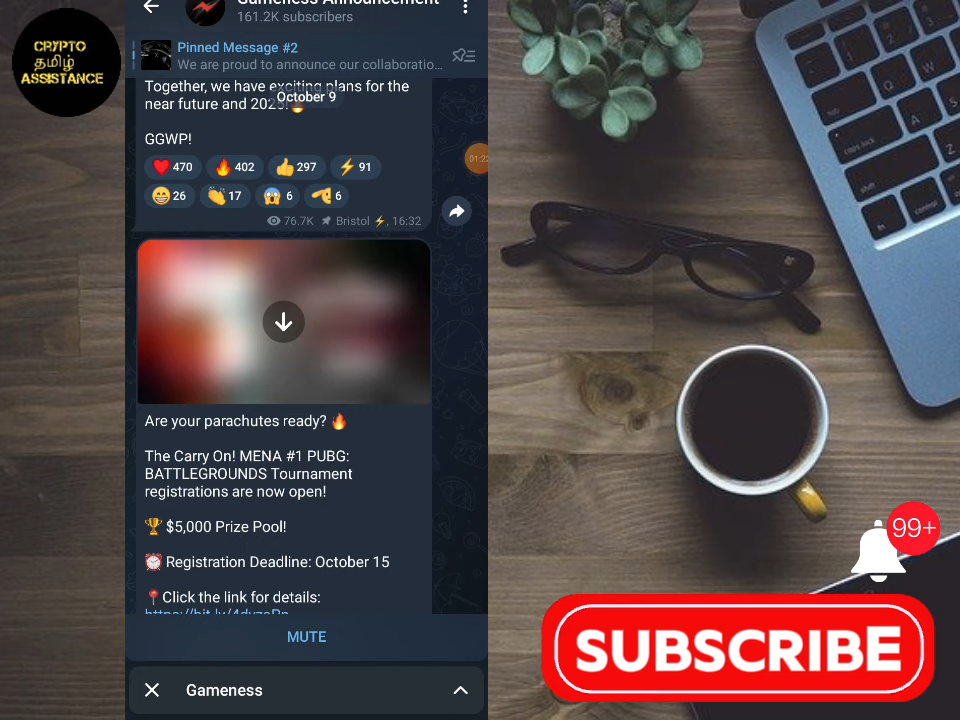 CRYPTO
தமிழ்
ASSISTANCE
Gameness Announcement
161.2K subscribers
Pinned Message #2
We are proud to announce our collaboratio...
Together, we have exciting plans for the
October 9
near future and
GGWP!
470 402 297 91
26 17 6 6
76.7K Bristol ⚡, 16:32
01:22
Are your parachutes ready? 🔥
The Carry On! MENA #1 PUBG:
BATTLEGROUNDS Tournament
registrations are now open!
🏆 $5,000 Prize Pool!
⏰ Registration Deadline: October 15
📍Click the link for details:
MUTE
Gameness
99+
SUBSCRIBE